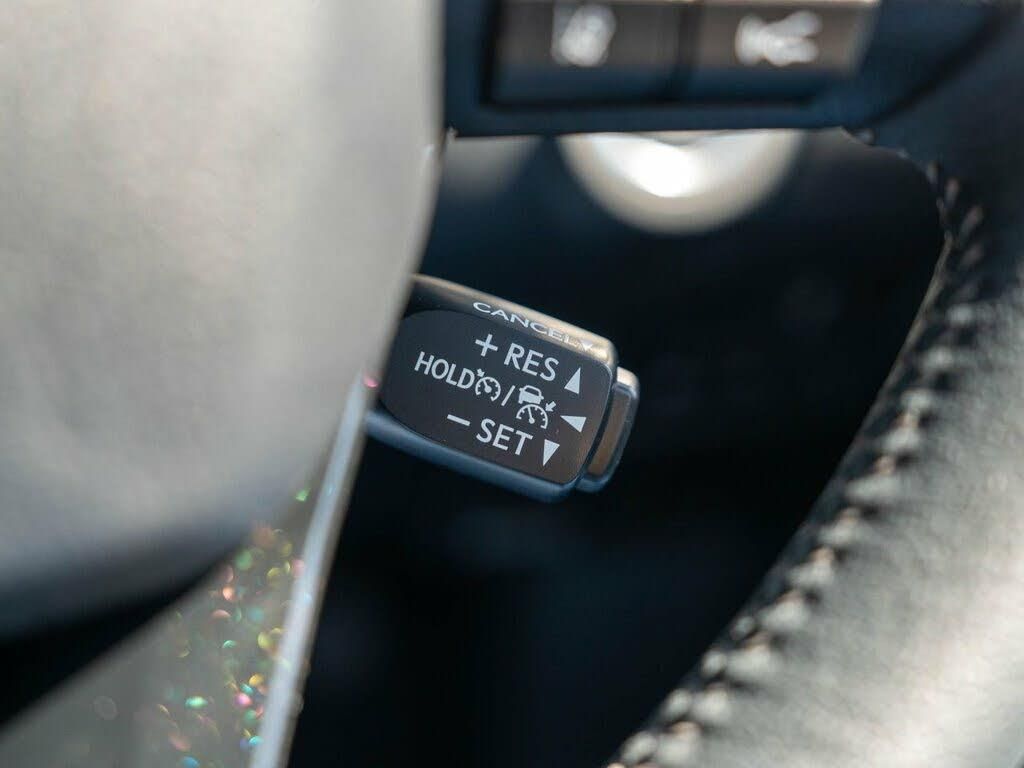 CANCEL
+ RES
HOLD /
− SET